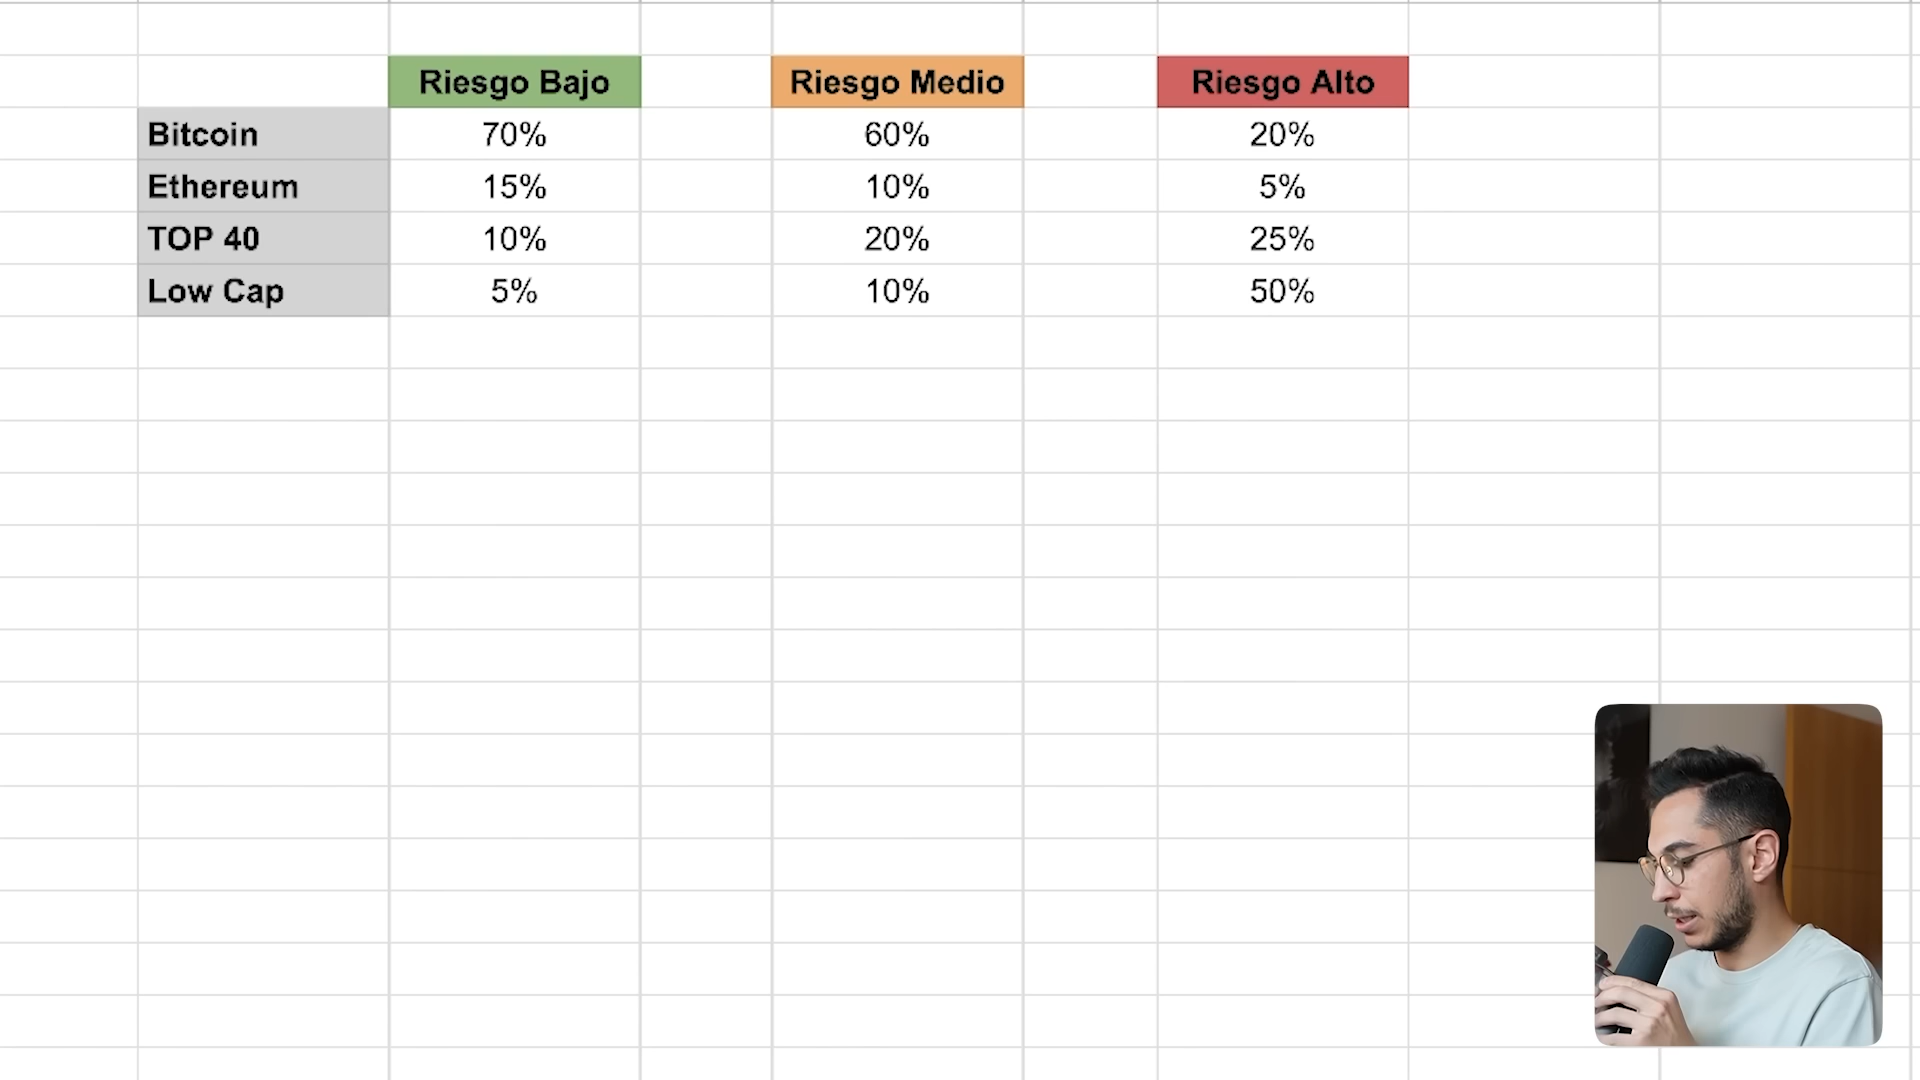 Riesgo Bajo Riesgo Medio Riesgo Alto
Bitcoin 70% 60% 20%
Ethereum 15% 10% 5%
TOP 40 10% 20% 25%
Low Cap 5% 10% 50%